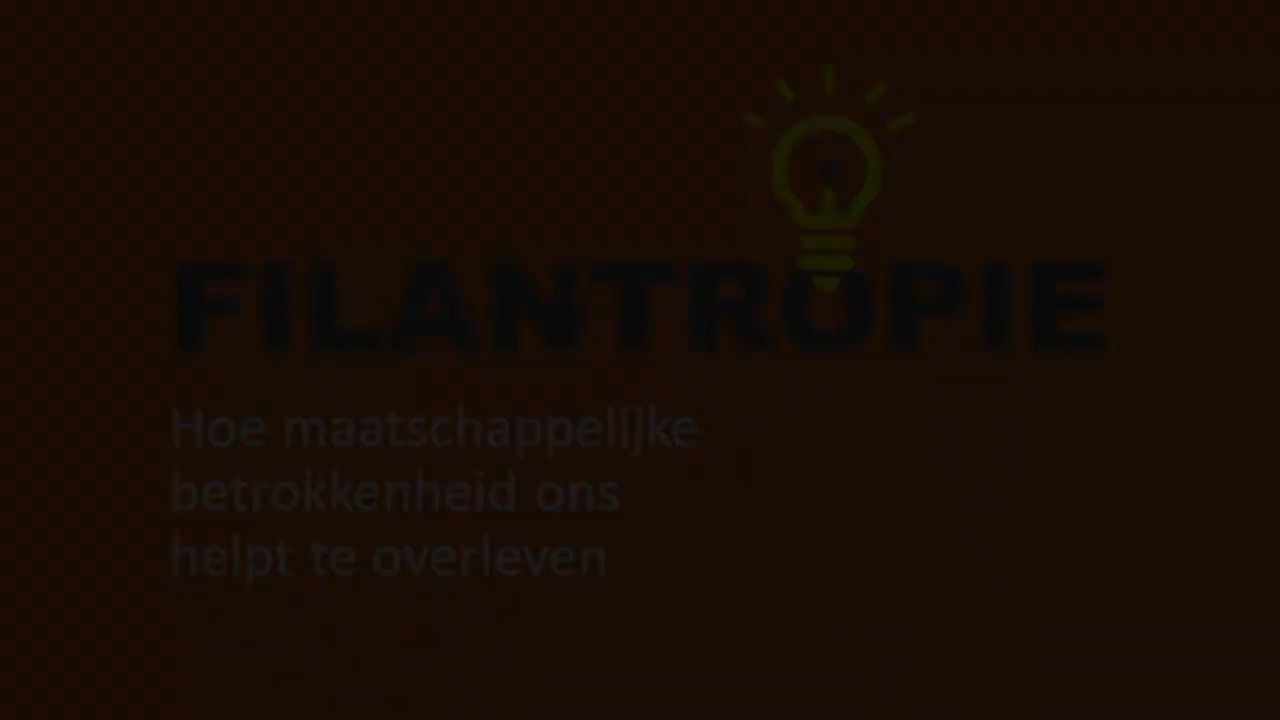 FILANTROPIE
Hoe maatschappelijke
betrokkenheid ons
helpt te overleven